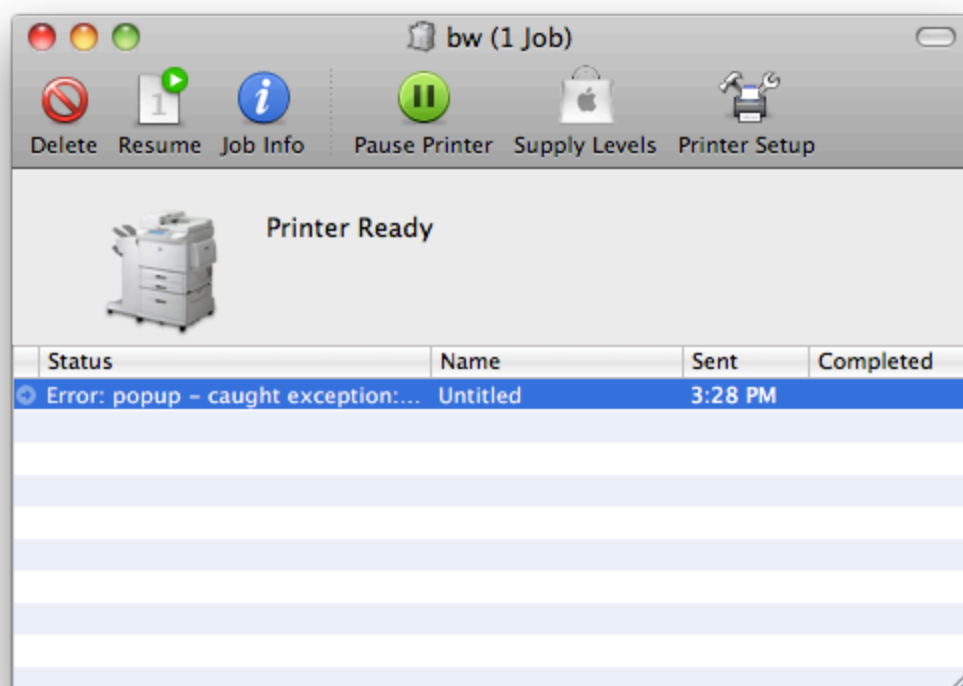 bw (1 Job)
Delete Resume Job Info Pause Printer Supply Levels Printer Setup
Printer Ready
Status Name Sent Completed
Error: popup – caught exception:... Untitled 3:28 PM